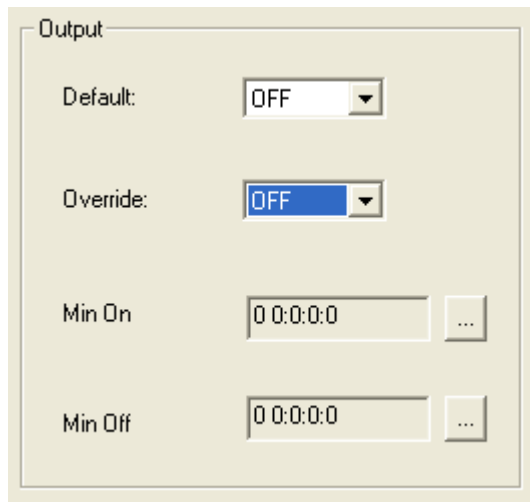 Output
Default: OFF
Override: OFF
Min On 0 0:0:0:0 ...
Min Off 0 0:0:0:0 ...